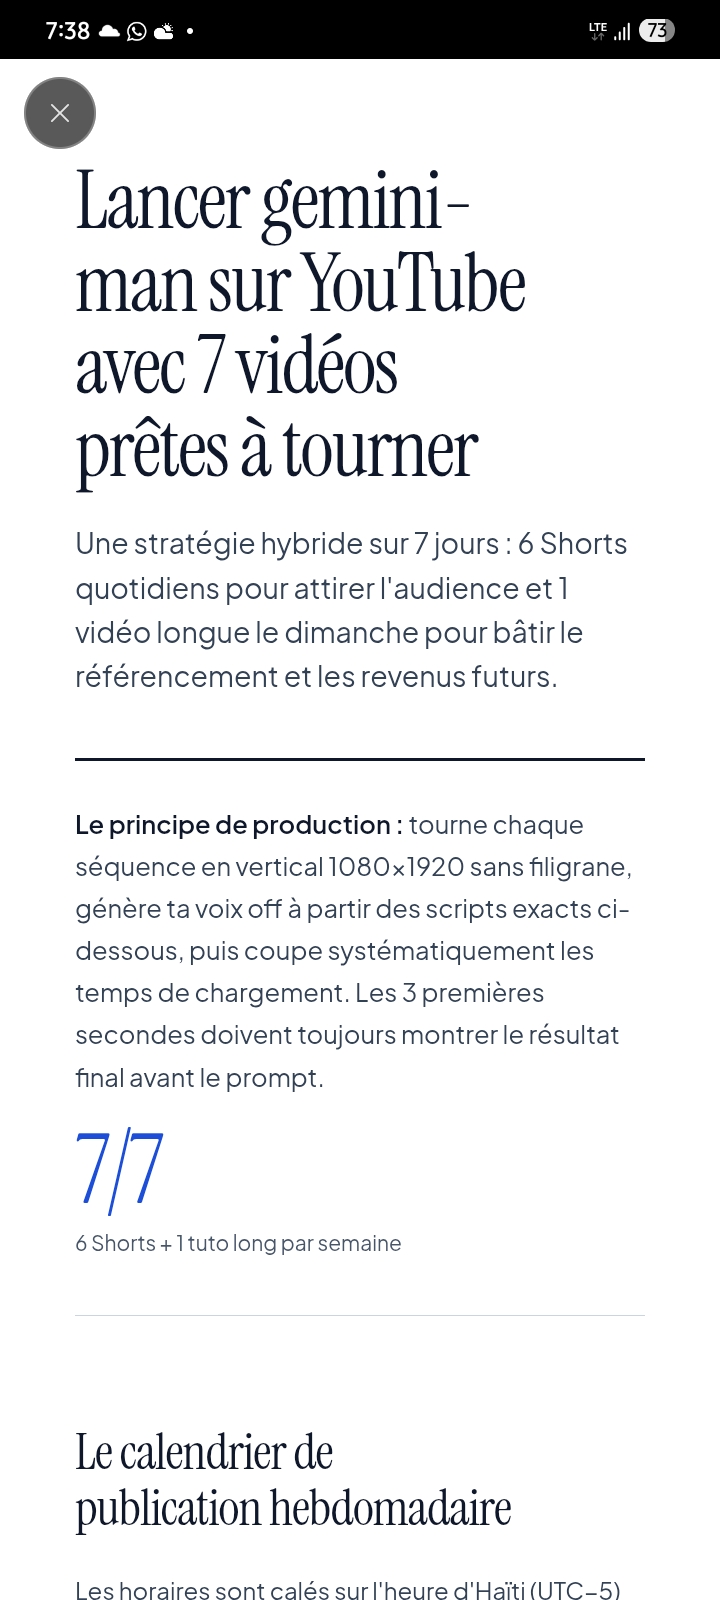 7:38
LTE
73
Lancer gemini-
man sur YouTube
avec 7 vidéos
prêtes à tourner
Une stratégie hybride sur 7 jours : 6 Shorts
quotidiens pour attirer l'audience et 1
vidéo longue le dimanche pour bâtir le
référencement et les revenus futurs.
Le principe de production : tourne chaque
séquence en vertical 1080×1920 sans filigrane,
génère ta voix off à partir des scripts exacts ci-
dessous, puis coupe systématiquement les
temps de chargement. Les 3 premières
secondes doivent toujours montrer le résultat
final avant le prompt.
7/7
6 Shorts + 1 tuto long par semaine
Le calendrier de
publication hebdomadaire
Les horaires sont calés sur l'heure d'Haïti (UTC−5)